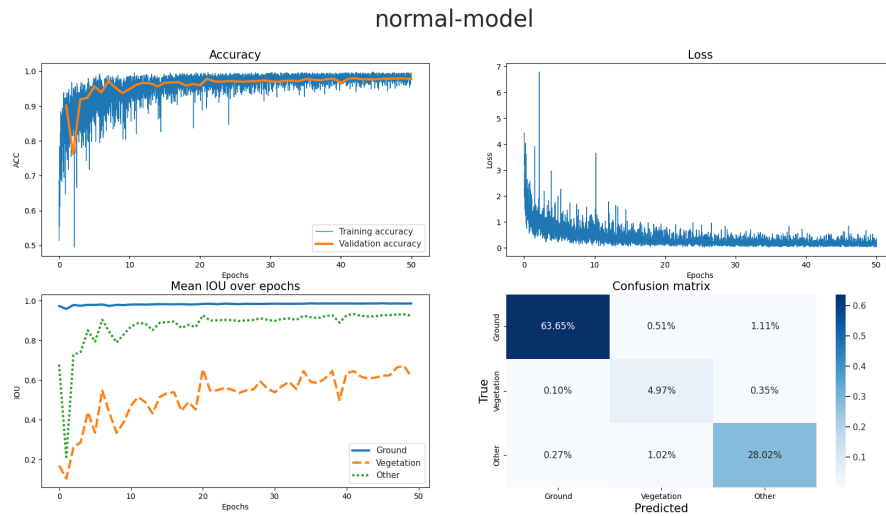 normal-model
Accuracy
ACC
1.0
0.9
0.8
0.7
0.6
0.5
0 10 20 30 40 50
Epochs
Training accuracy
Validation accuracy
Loss
Loss
7
6
5
4
3
2
1
0
0 10 20 30 40 50
Epochs
Mean IOU over epochs
IOU
1.0
0.8
0.6
0.4
0.2
0 10 20 30 40 50
Epochs
Ground
Vegetation
Other
Confusion matrix
True
Ground
63.65% 0.51% 1.11%
Vegetation
0.10% 4.97% 0.35%
Other
0.27% 1.02% 28.02%
Ground Vegetation Other
Predicted
0.6
0.5
0.4
0.3
0.2
0.1